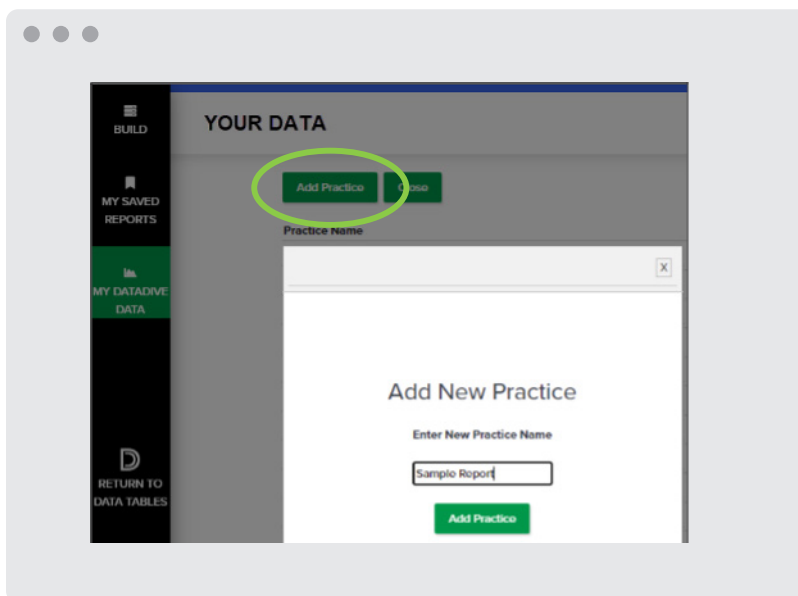 BUILD
YOUR DATA
MY SAVED
REPORTS
Add Practice
Close
Practice Name
X
MY DATADIVE
DATA
Add New Practice
Enter New Practice Name
Sample Report
Add Practice
RETURN TO
DATA TABLES